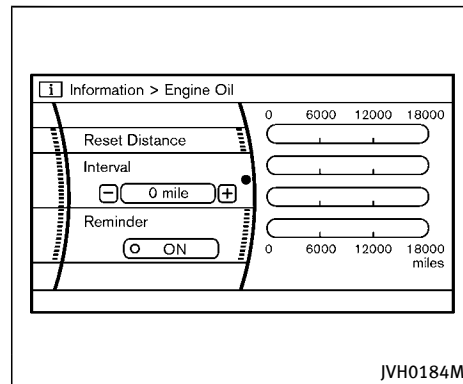 i Information > Engine Oil
0 6000 12000 18000
Reset Distance
Interval
− 0 mile +
Reminder
ON
0 6000 12000 18000
miles
JVH0184M